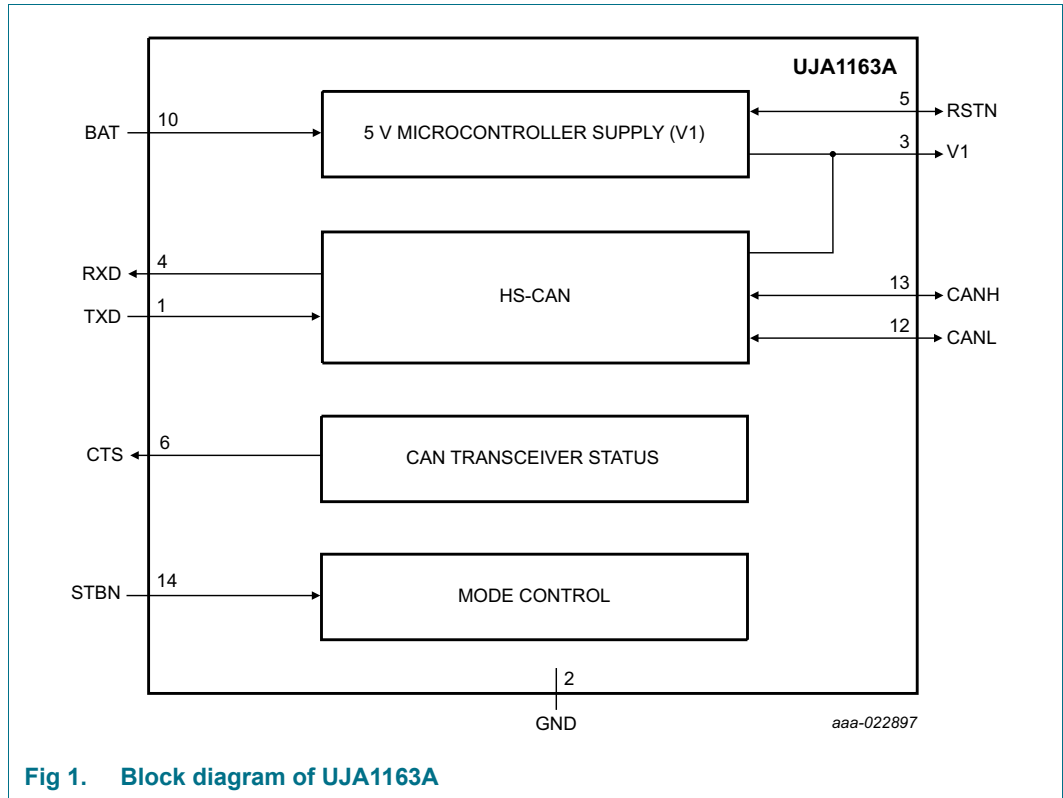 UJA1163A
5
RSTN
BAT
10
5 V MICROCONTROLLER SUPPLY (V1)
3
V1
RXD
4
HS-CAN
13
CANH
TXD
1
12
CANL
CTS
6
CAN TRANSCEIVER STATUS
STBN
14
MODE CONTROL
2
GND
aaa-022897
Fig 1. Block diagram of UJA1163A